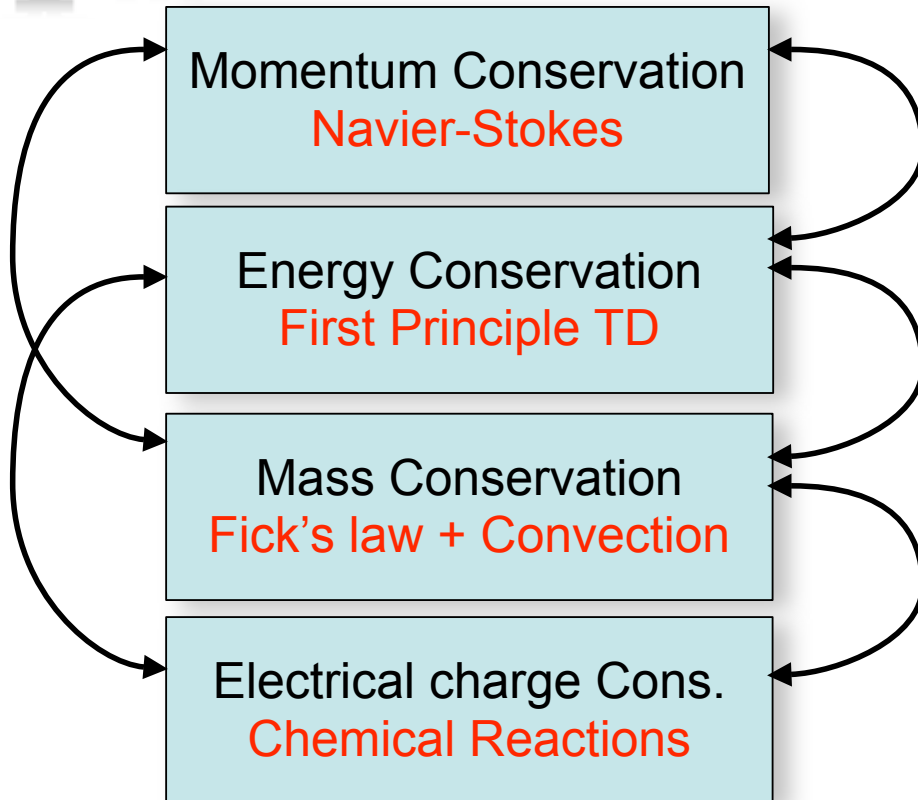 Momentum Conservation
Navier-Stokes
Energy Conservation
First Principle TD
Mass Conservation
Fick's law + Convection
Electrical charge Cons.
Chemical Reactions